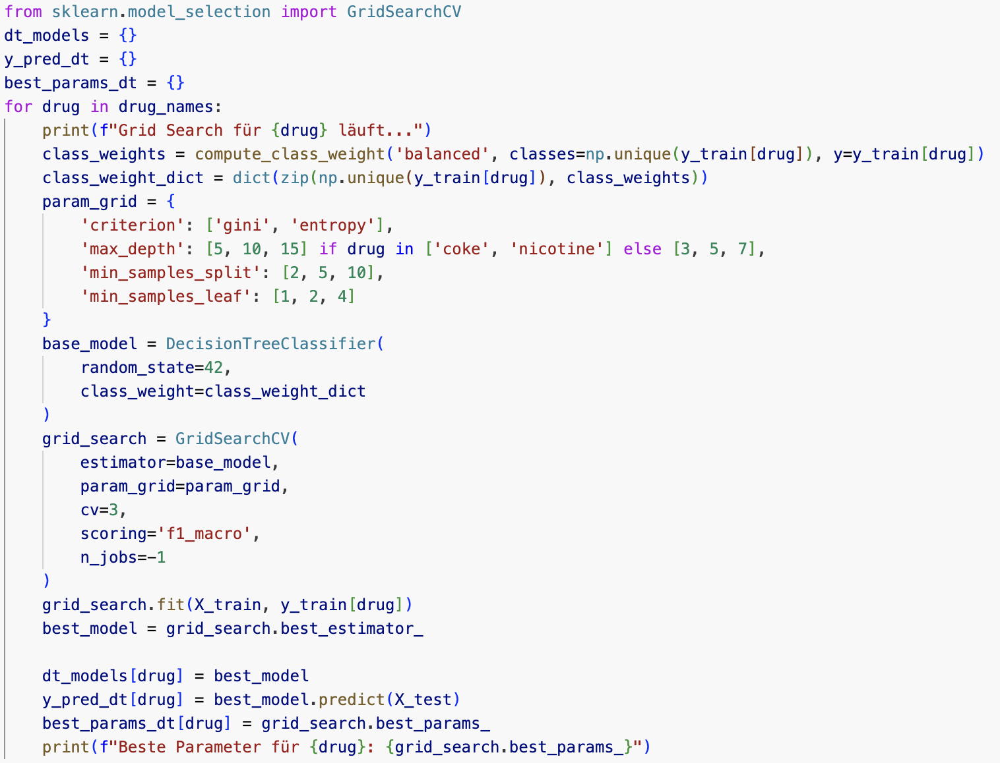 from sklearn.model_selection import GridSearchCV
dt_models = {}
y_pred_dt = {}
best_params_dt = {}
for drug in drug_names:
    print(f"Grid Search für {drug} läuft...")
    class_weights = compute_class_weight('balanced', classes=np.unique(y_train[drug]), y=y_train[drug])
    class_weight_dict = dict(zip(np.unique(y_train[drug]), class_weights))
    param_grid = {
        'criterion': ['gini', 'entropy'],
        'max_depth': [5, 10, 15] if drug in ['coke', 'nicotine'] else [3, 5, 7],
        'min_samples_split': [2, 5, 10],
        'min_samples_leaf': [1, 2, 4]
    }
    base_model = DecisionTreeClassifier(
        random_state=42,
        class_weight=class_weight_dict
    )
    grid_search = GridSearchCV(
        estimator=base_model,
        param_grid=param_grid,
        cv=3,
        scoring='f1_macro',
        n_jobs=-1
    )
    grid_search.fit(X_train, y_train[drug])
    best_model = grid_search.best_estimator_

    dt_models[drug] = best_model
    y_pred_dt[drug] = best_model.predict(X_test)
    best_params_dt[drug] = grid_search.best_params_
    print(f"Beste Parameter für {drug}: {grid_search.best_params_}")